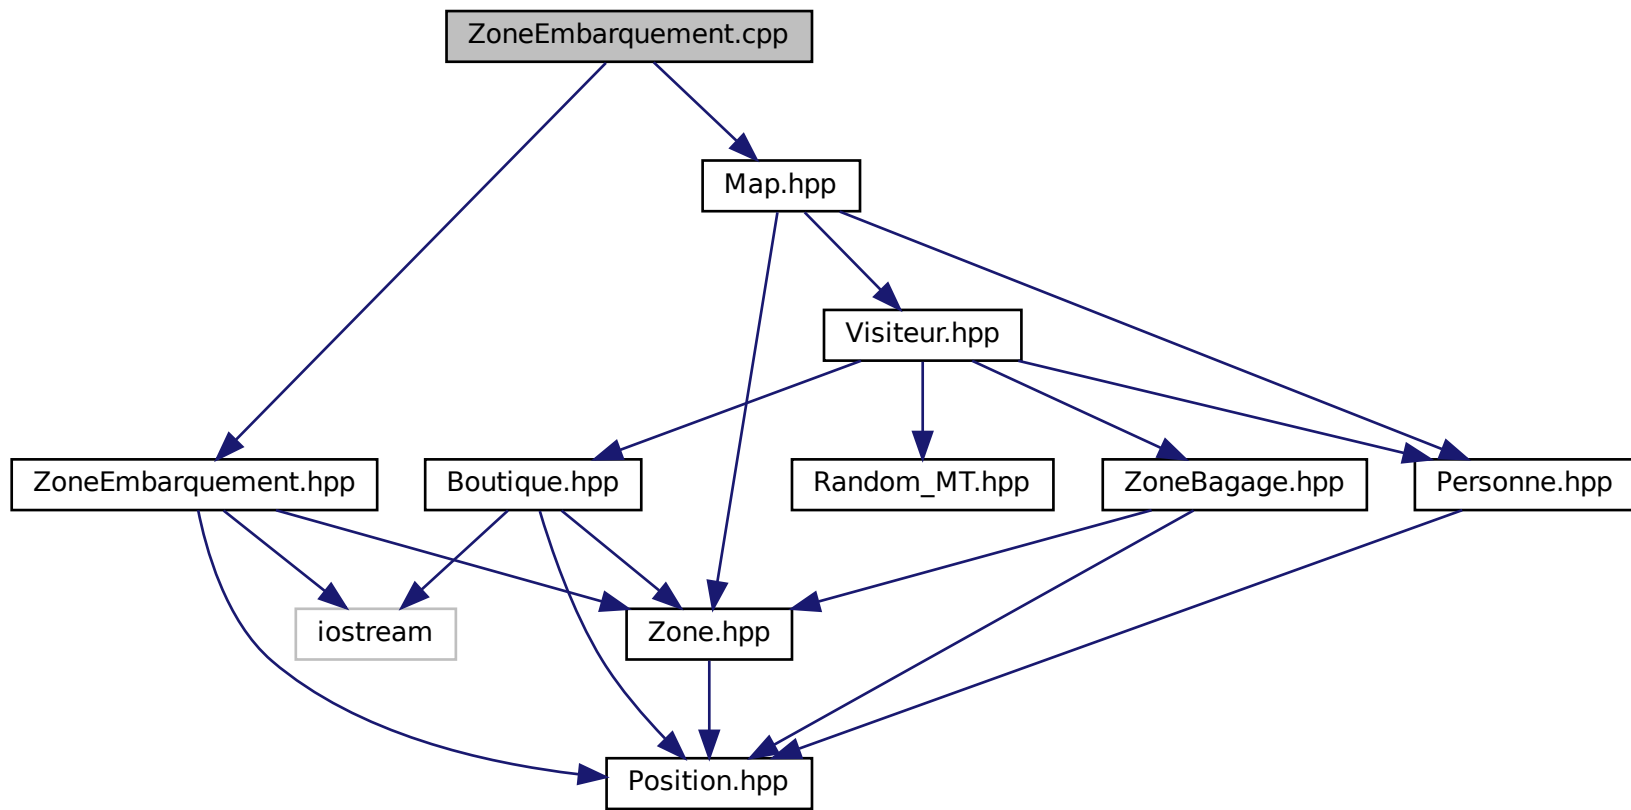 ZoneEmbarquement.cpp
Map.hpp
Visiteur.hpp
ZoneEmbarquement.hpp
Boutique.hpp
Random_MT.hpp
ZoneBagage.hpp
Personne.hpp
iostream
Zone.hpp
Position.hpp